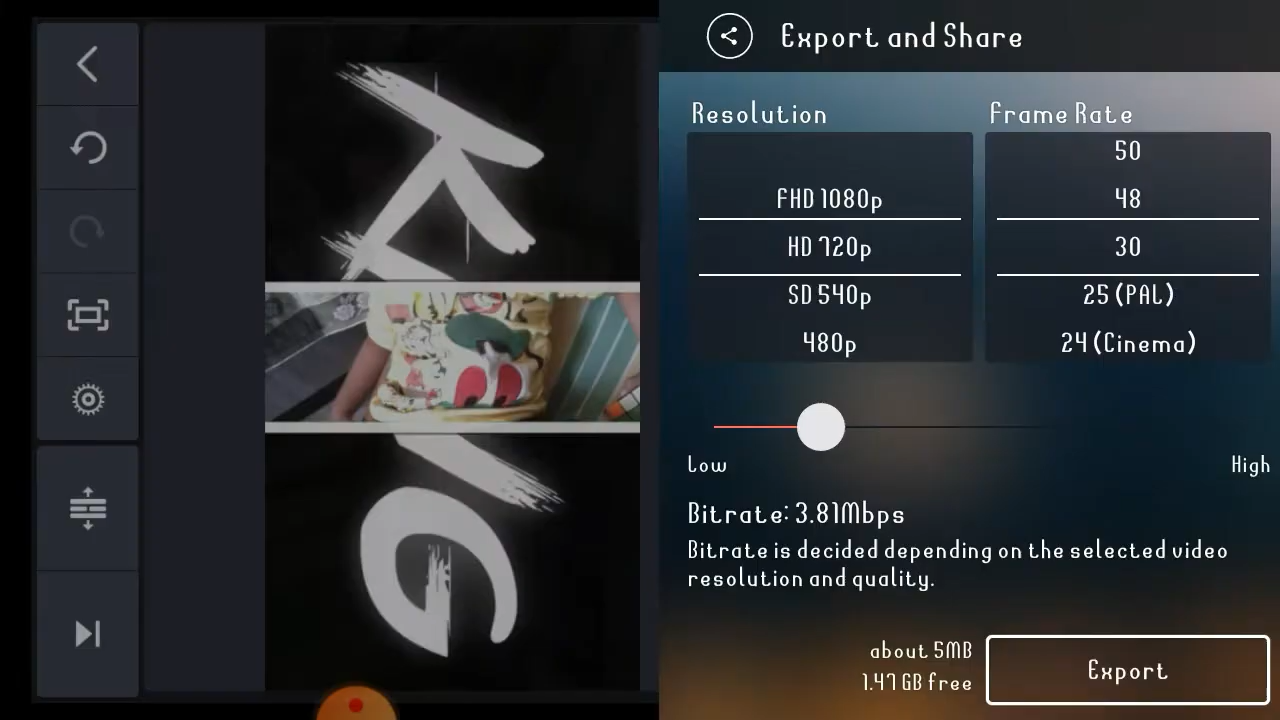 Export and Share
Resolution
Frame Rate
50
FHD 1080p
48
HD 720p
30
SD 540p
25 (PAL)
480p
24 (Cinema)
Low
High
Bitrate: 3.81Mbps
Bitrate is decided depending on the selected video
resolution and quality.
about 5MB
1.47 GB free
Export
K
G